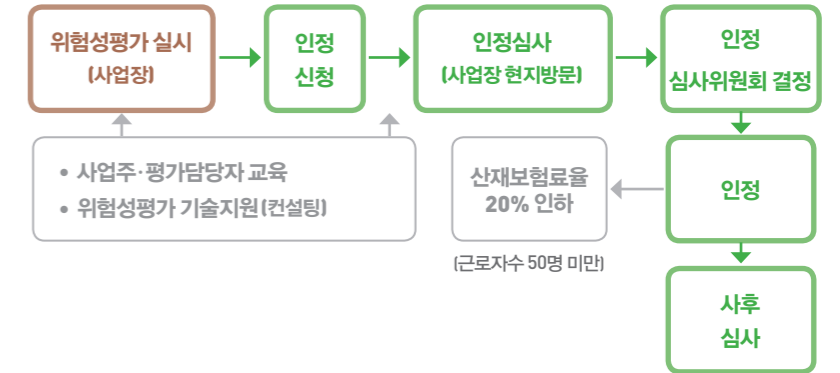 위험성평가 실시
(사업장)
인정
신청
인정심사
(사업장 현지방문)
인정
심사위원회 결정
• 사업주·평가담당자 교육
• 위험성평가 기술지원(컨설팅)
산재보험료율
20% 인하
(근로자수 50명 미만)
인정
사후
심사